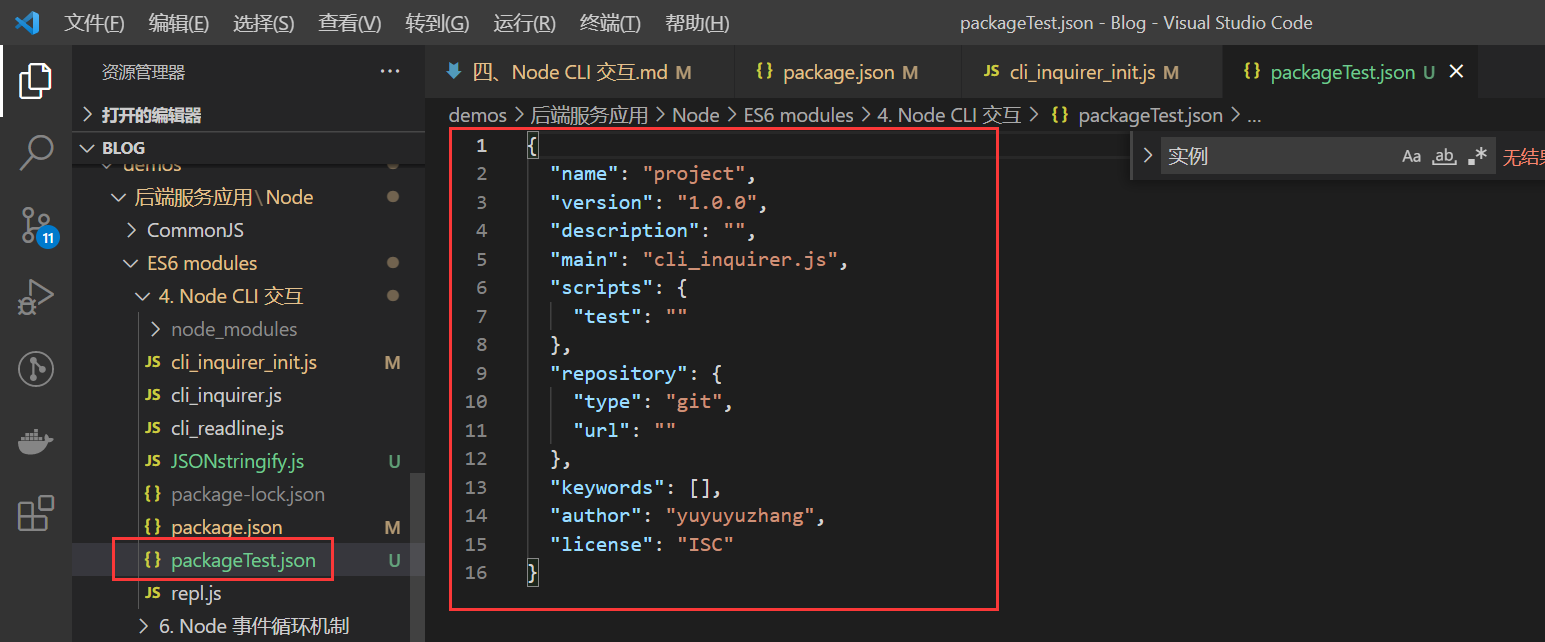 文件(F) 编辑(E) 选择(S) 查看(V) 转到(G) 运行(R) 终端(T) 帮助(H) packageTest.json - Blog - Visual Studio Code
资源管理器 ···
打开的编辑器
BLOG
demos
后端服务应用\Node
CommonJS
ES6 modules
4. Node CLI 交互
node_modules
JS cli_inquirer_init.js M
JS cli_inquirer.js
JS cli_readline.js
JS JSONstringify.js U
{} package-lock.json
{} package.json M
{} packageTest.json U
JS repl.js
6. Node 事件循环机制
11
四、Node CLI 交互.md M {} package.json M JS cli_inquirer_init.js M {} packageTest.json U
demos > 后端服务应用 > Node > ES6 modules > 4. Node CLI 交互 > {} packageTest.json > ...
实例 Aa ab .* 无结
1 {
2 "name": "project",
3 "version": "1.0.0",
4 "description": "",
5 "main": "cli_inquirer.js",
6 "scripts": {
7 "test": ""
8 },
9 "repository": {
10 "type": "git",
11 "url": ""
12 },
13 "keywords": [],
14 "author": "yuyuyuzhang",
15 "license": "ISC"
16 }